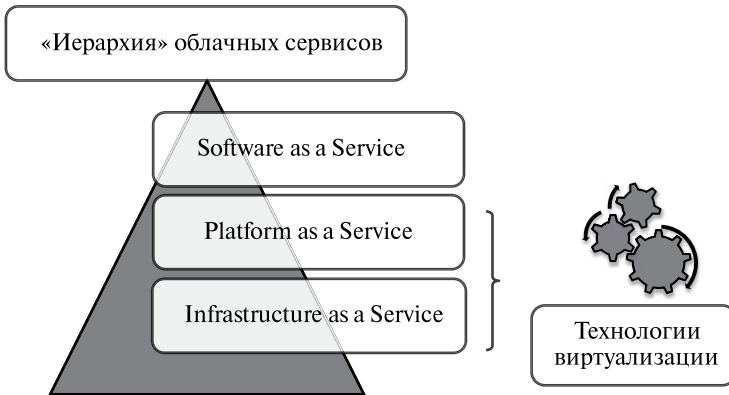 «Иерархия» облачных сервисов
Software as a Service
Platform as a Service
Infrastructure as a Service
Технологии
виртуализации